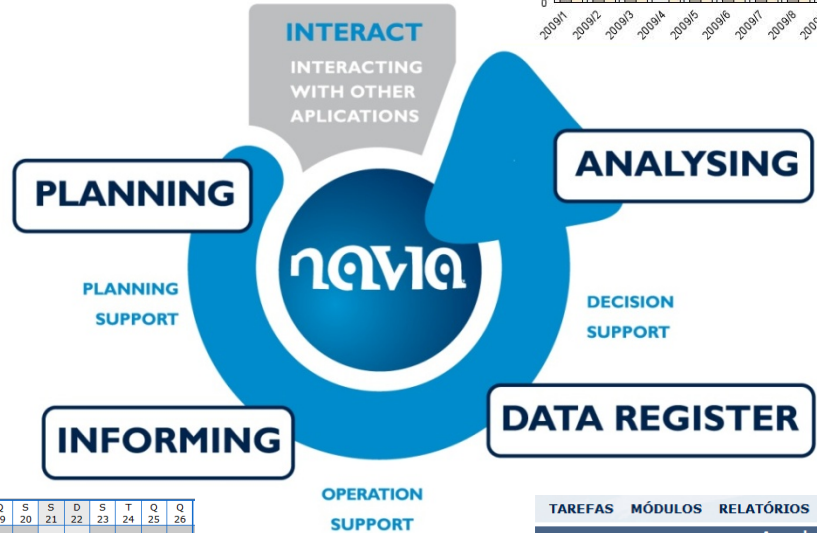 0
2009/1 2009/2 2009/3 2009/4 2009/5 2009/6 2009/7 2009/8
INTERACT
INTERACTING
WITH OTHER
APLICATIONS
ANALYSING
PLANNING
navia
PLANNING
SUPPORT
DECISION
SUPPORT
DATA REGISTER
INFORMING
OPERATION
SUPPORT
S S D S T Q Q
20 21 22 23 24 25 26
TAREFAS MÓDULOS RELATÓRIOS